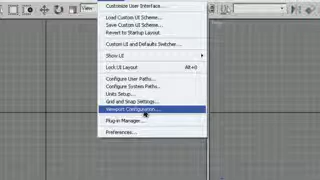 View
Customize User Interface...
Load Custom UI Scheme...
Save Custom UI Scheme...
Revert to Startup Layout
Custom UI and Defaults Switcher...
Show UI
Lock UI Layout Alt+0
Configure User Paths...
Configure System Paths...
Units Setup...
Grid and Snap Settings...
Viewport Configuration...
Plug-in Manager...
Preferences...